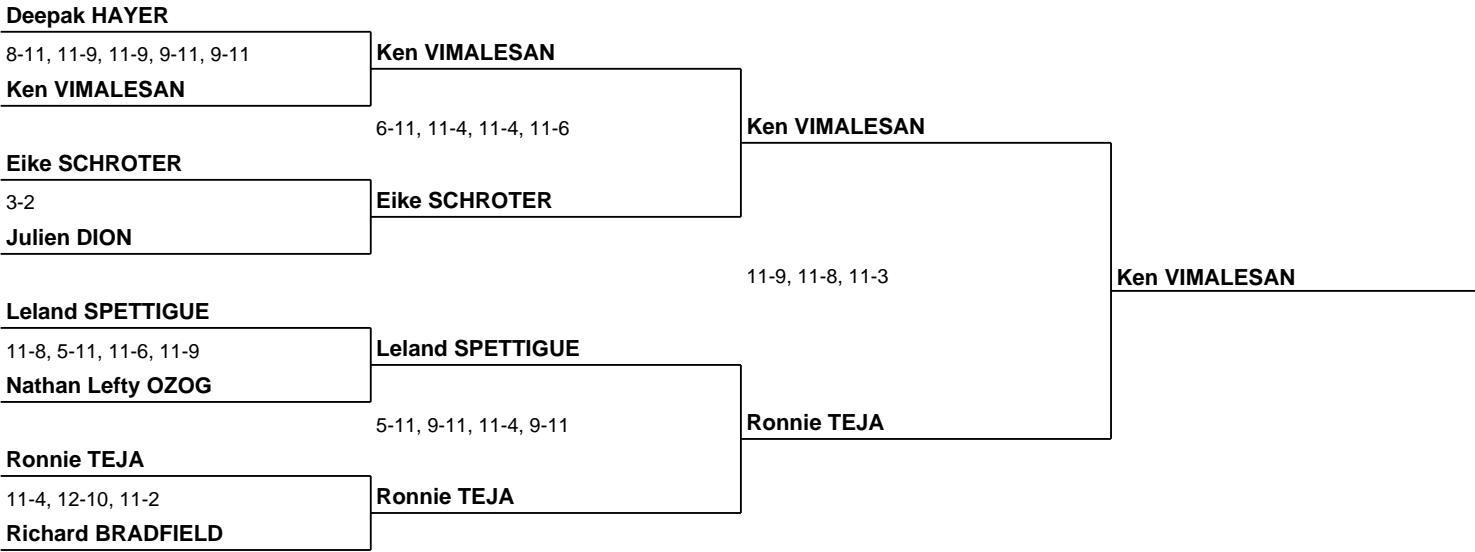 Deepak HAYER
8-11, 11-9, 11-9, 9-11, 9-11
Ken VIMALESAN
Ken VIMALESAN
6-11, 11-4, 11-4, 11-6
Ken VIMALESAN
Eike SCHROTER
3-2
Eike SCHROTER
Julien DION
11-9, 11-8, 11-3
Ken VIMALESAN
Leland SPETTIGUE
11-8, 5-11, 11-6, 11-9
Leland SPETTIGUE
Nathan Lefty OZOG
5-11, 9-11, 11-4, 9-11
Ronnie TEJA
Ronnie TEJA
11-4, 12-10, 11-2
Ronnie TEJA
Richard BRADFIELD